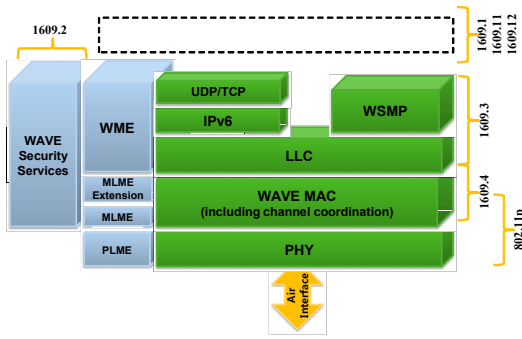 1609.2
1609.1
1609.11
1609.12
UDP/TCP
WSMP
IPv6
1609.3
WAVE
Security
Services
WME
LLC
MLME
Extension
WAVE MAC
(including channel coordination)
1609.4
MLME
802.11p
PLME
PHY
Air
Interface